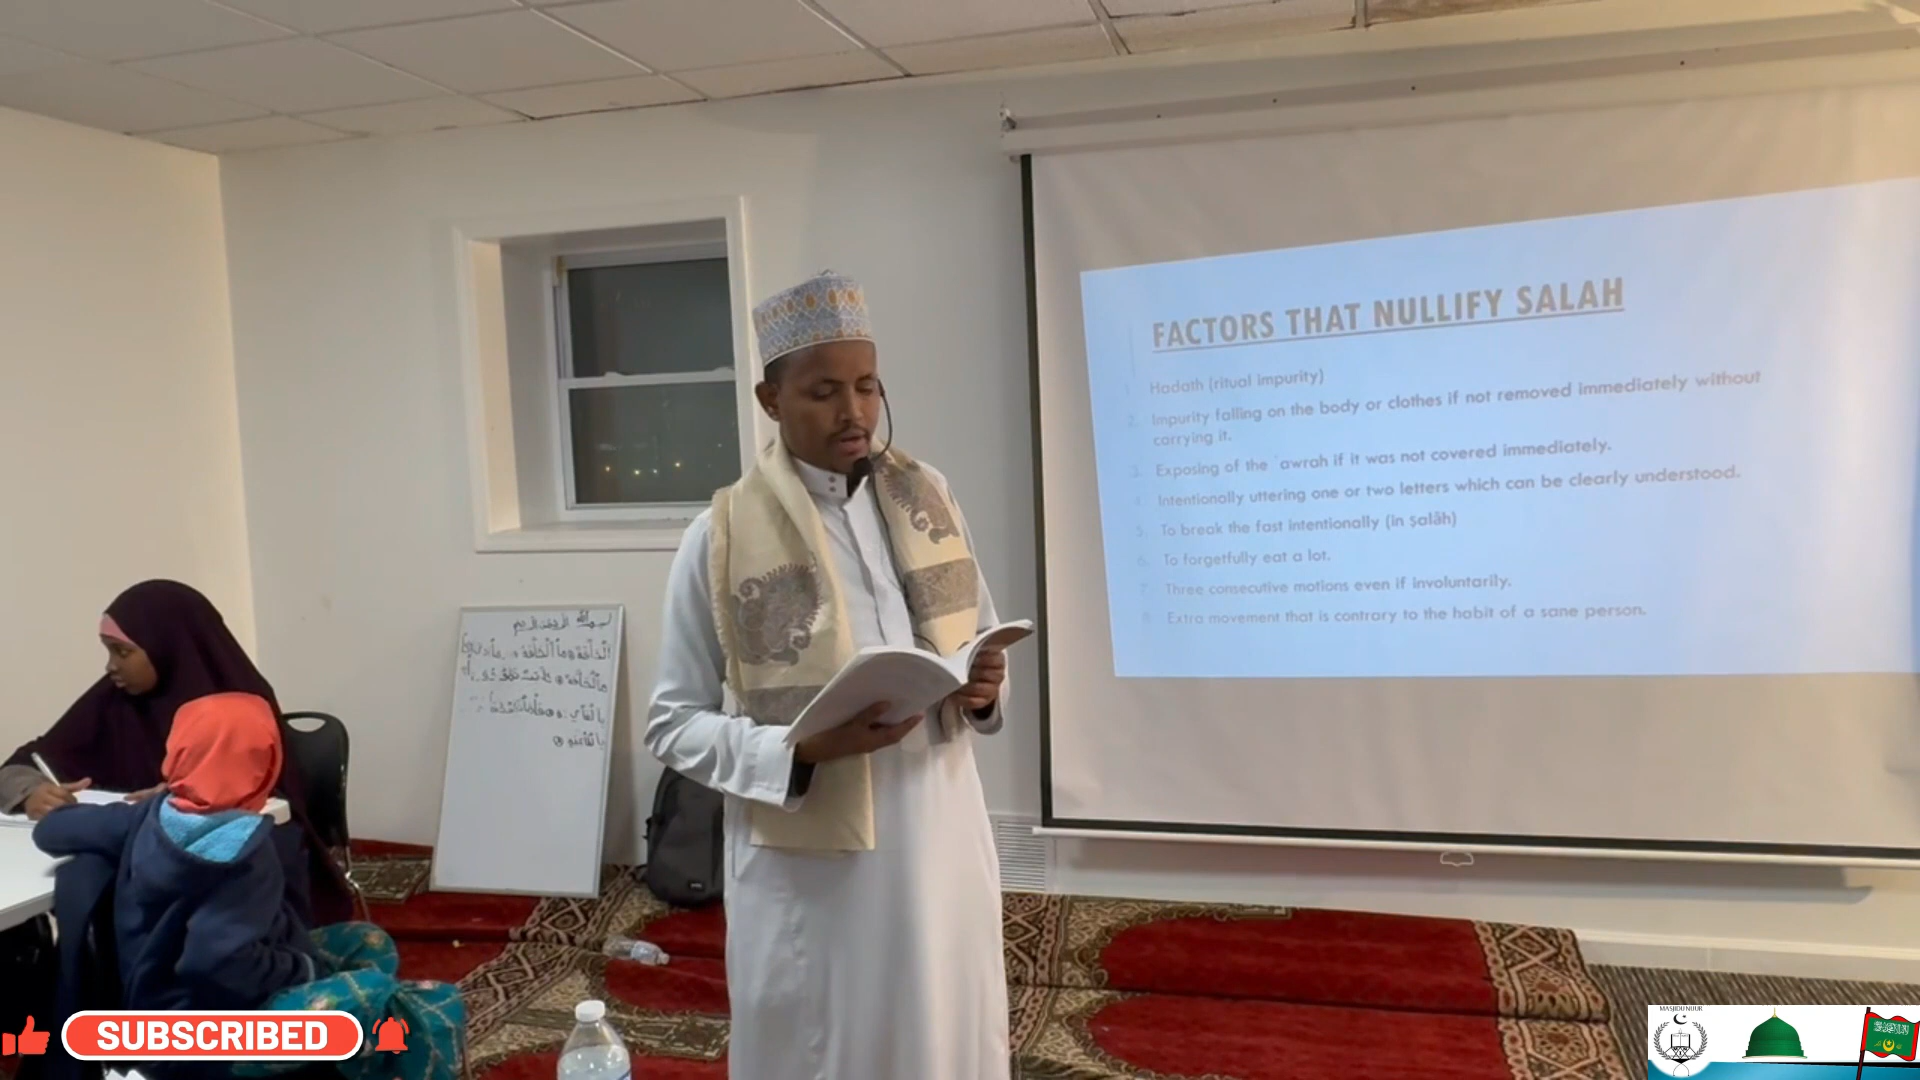 FACTORS THAT NULLIFY SALAH
1. Hadath (ritual impurity)
2. Impurity falling on the body or clothes if not removed immediately without
carrying it.
3. Exposing of the ʿawrah if it was not covered immediately.
4. Intentionally uttering one or two letters which can be clearly understood.
5. To break the fast intentionally (in ṣalāh)
6. To forgetfully eat a lot.
7. Three consecutive motions even if involuntarily.
8. Extra movement that is contrary to the habit of a sane person.
بسم الله الرحمن الرحيم
SUBSCRIBED
MASJIDU NUUR